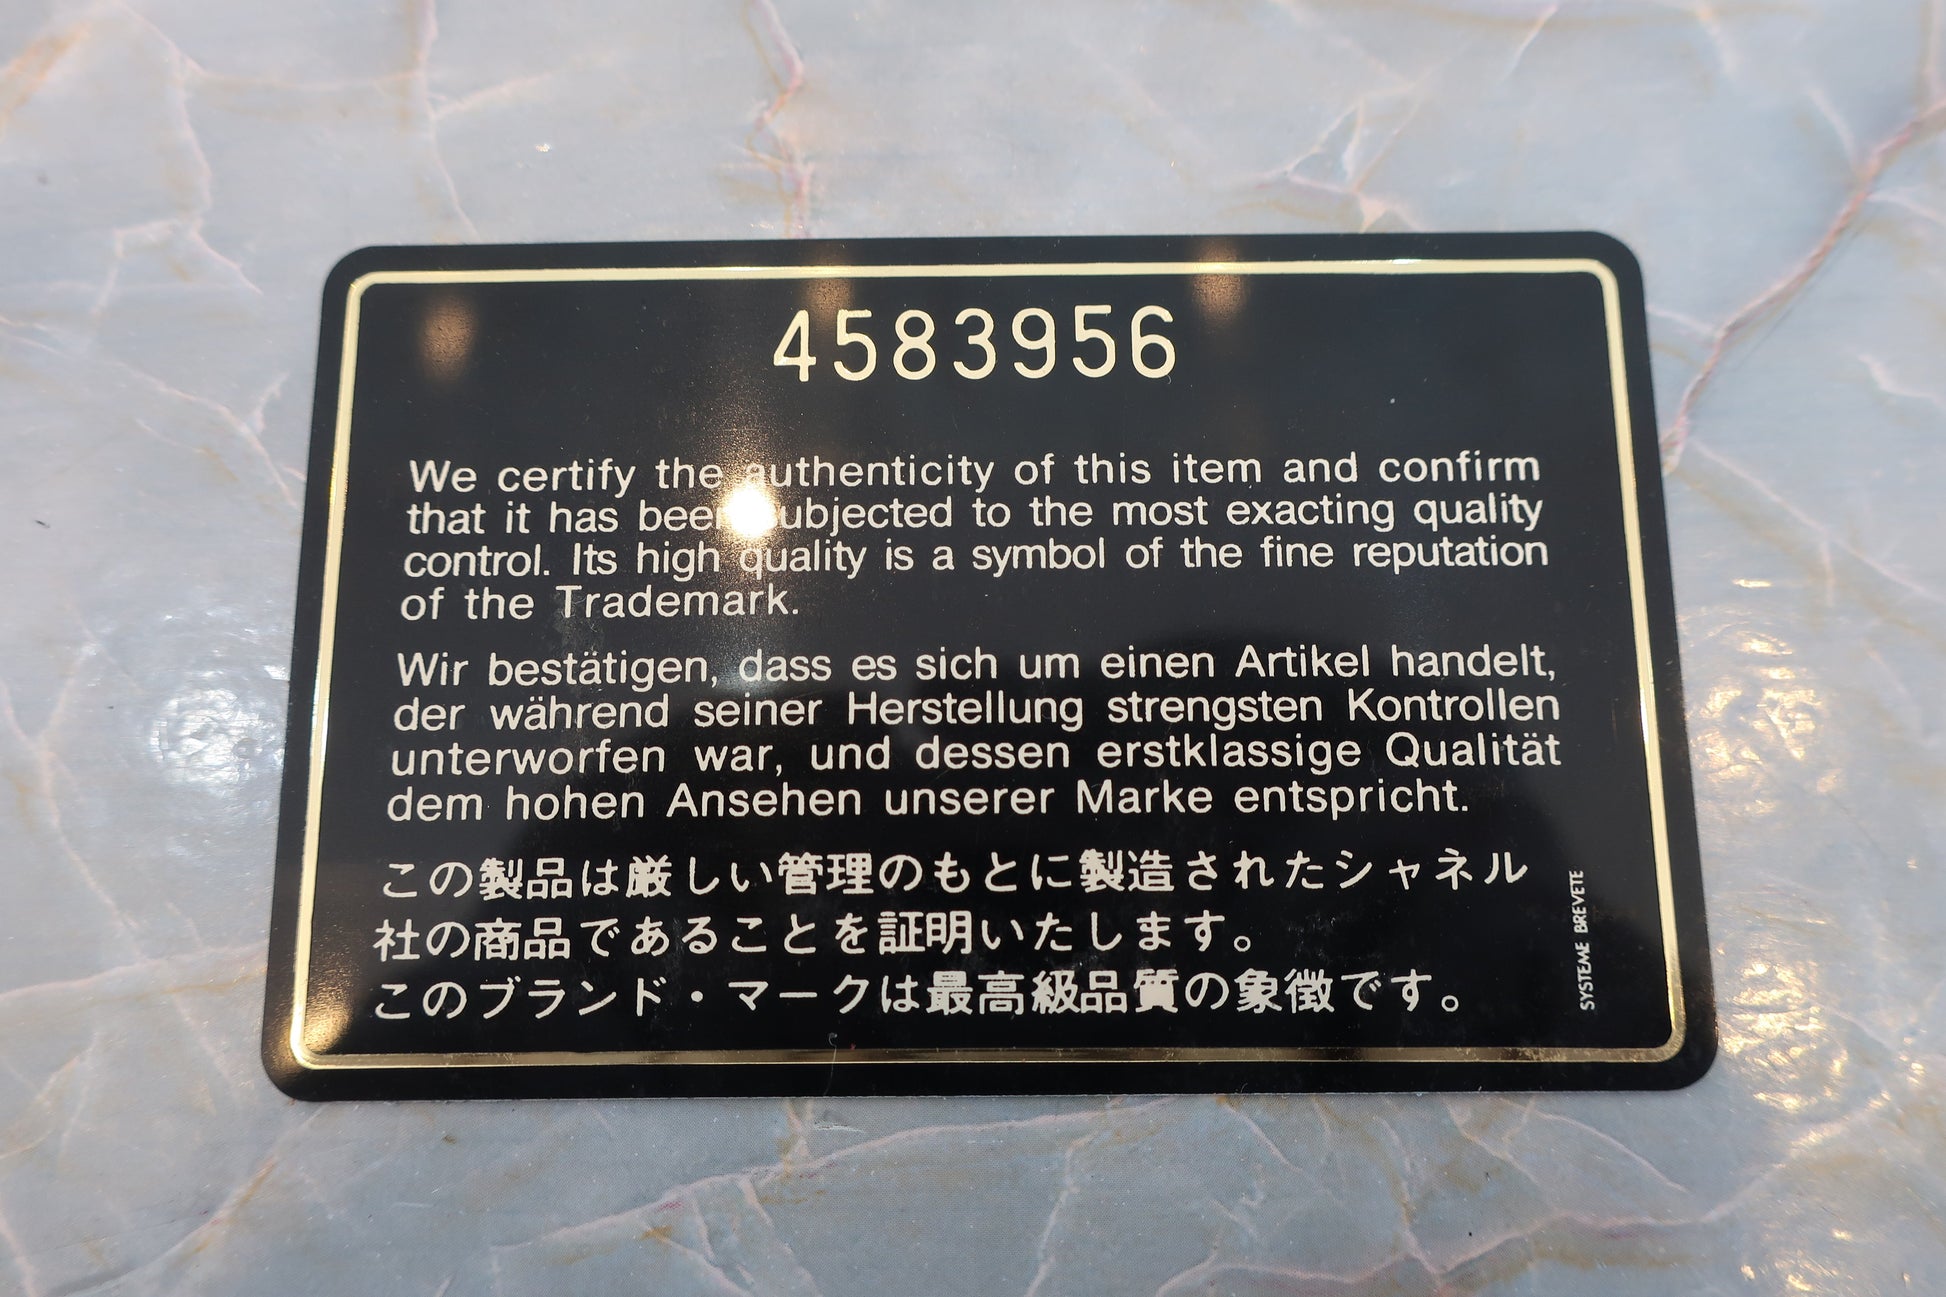 4583956
We certify the authenticity of this item and confirm
that it has been subjected to the most exacting quality
control. Its high quality is a symbol of the fine reputation
of the Trademark.
Wir bestätigen, dass es sich um einen Artikel handelt,
der während seiner Herstellung strengsten Kontrollen
unterworfen war, und dessen erstklassige Qualität
dem hohen Ansehen unserer Marke entspricht.
この製品は厳しい管理のもとに製造されたシャネル
社の商品であることを証明いたします。
このブランド・マークは最高級品質の象徴です。
SYSTEME BREVETE